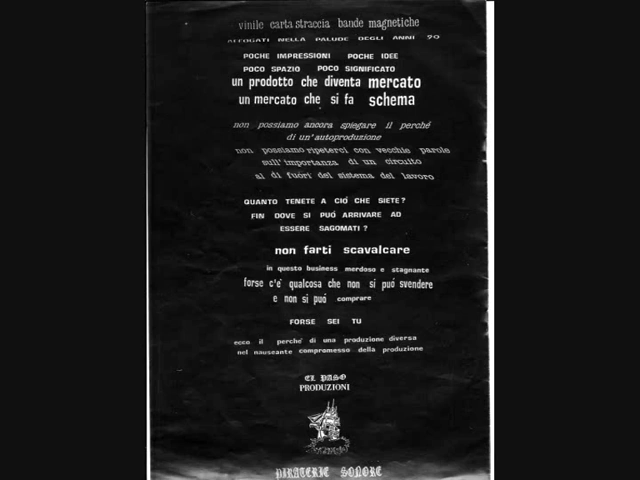 vinile carta straccia bande magnetiche
AFFOGATI NELLA PALUDE DEGLI ANNI 90
POCHE IMPRESSIONI POCHE IDEE
POCO SPAZIO POCO SIGNIFICATO
un prodotto che diventa mercato
un mercato che si fa schema
non possiamo ancora spiegare il perché
di un'autoproduzione
non possiamo ripeterci con vecchie parole
sull'importanza di un circuito
al di fuori del sistema del lavoro
QUANTO TENETE A CIO' CHE SIETE?
FIN DOVE SI PUÓ ARRIVARE AD
ESSERE SAGOMATI?
non farti scavalcare
in questo business merdoso e stagnante
forse c'e' qualcosa che non si puó svendere
e non si puó comprare
FORSE SEI TU
ecco il perche' di una produzione diversa
nel nauseante compromesso della produzione
EL PASO
PRODUZIONI
PIRATERIE SONORE